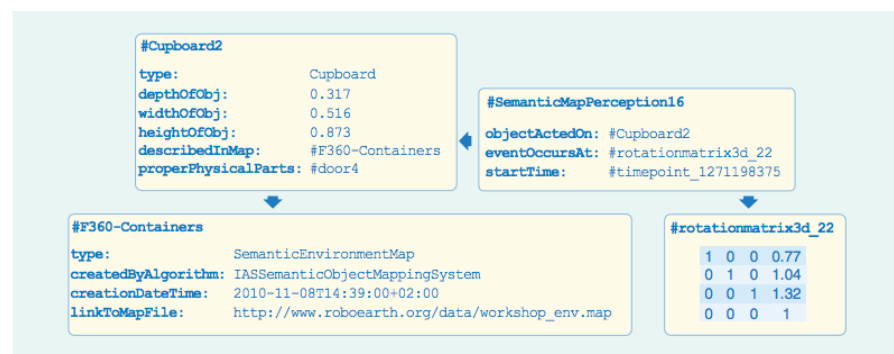 #Cupboard2
type: Cupboard
depthOfObj: 0.317
widthOfObj: 0.516
heightOfObj: 0.873
describedInMap: #F360-Containers
properPhysicalParts: #door4
#SemanticMapPerception16
objectActedOn: #Cupboard2
eventOccursAt: #rotationmatrix3d_22
startTime: #timepoint_1271198375
#F360-Containers
type: SemanticEnvironmentMap
createdByAlgorithm: IASSemanticObjectMappingSystem
creationDateTime: 2010-11-08T14:39:00+02:00
linkToMapFile: http://www.roboearth.org/data/workshop_env.map
#rotationmatrix3d_22
1 0 0 0.77
0 1 0 1.04
0 0 1 1.32
0 0 0 1